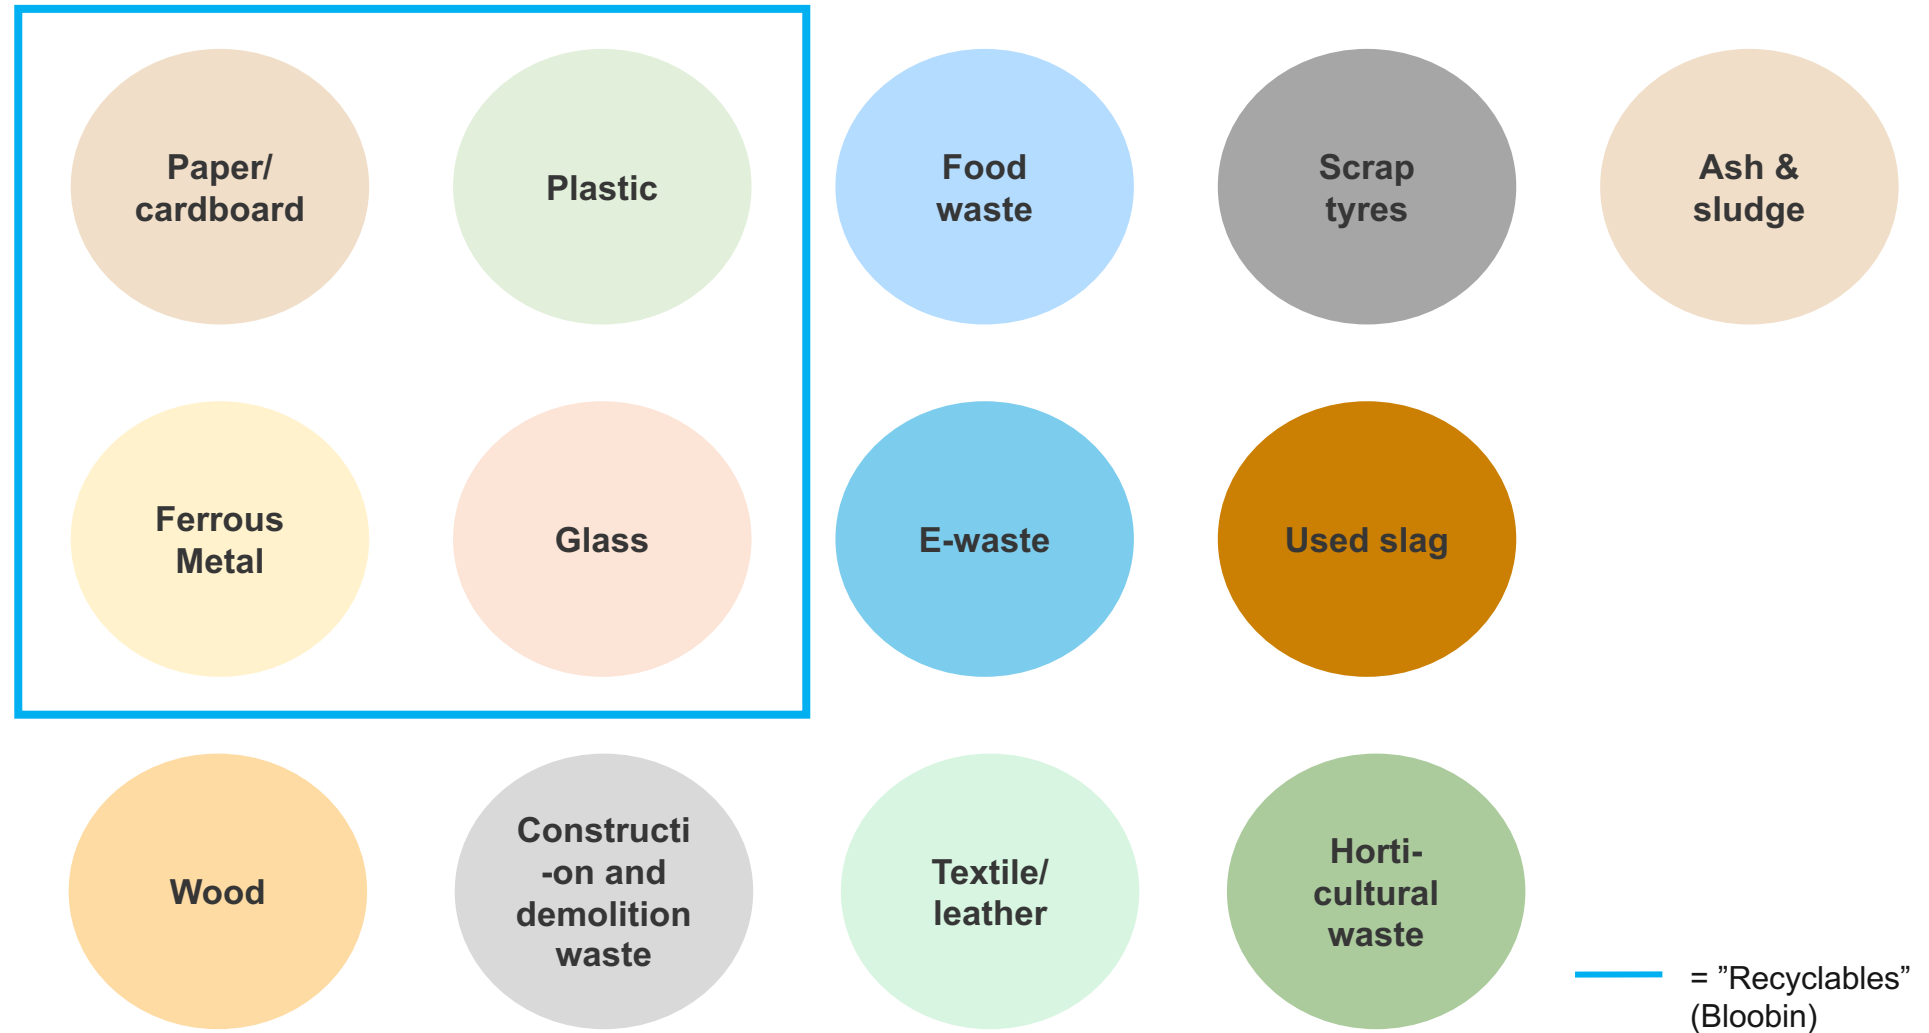 Paper/
cardboard
Plastic
Food
waste
Scrap
tyres
Ash &
sludge
Ferrous
Metal
Glass
E-waste
Used slag
Wood
Constructi
-on and
demolition
waste
Textile/
leather
Horti-
cultural
waste
= ”Recyclables”
(Bloobin)